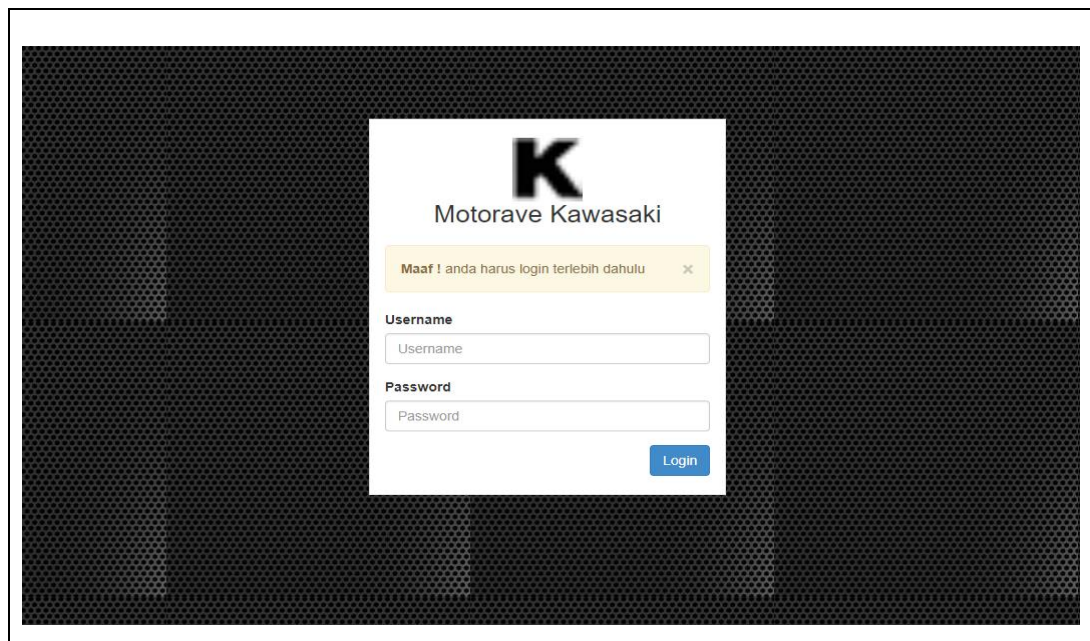 K
Motorave Kawasaki
Maaf ! anda harus login terlebih dahulu ×
Username
Username
Password
Password
Login